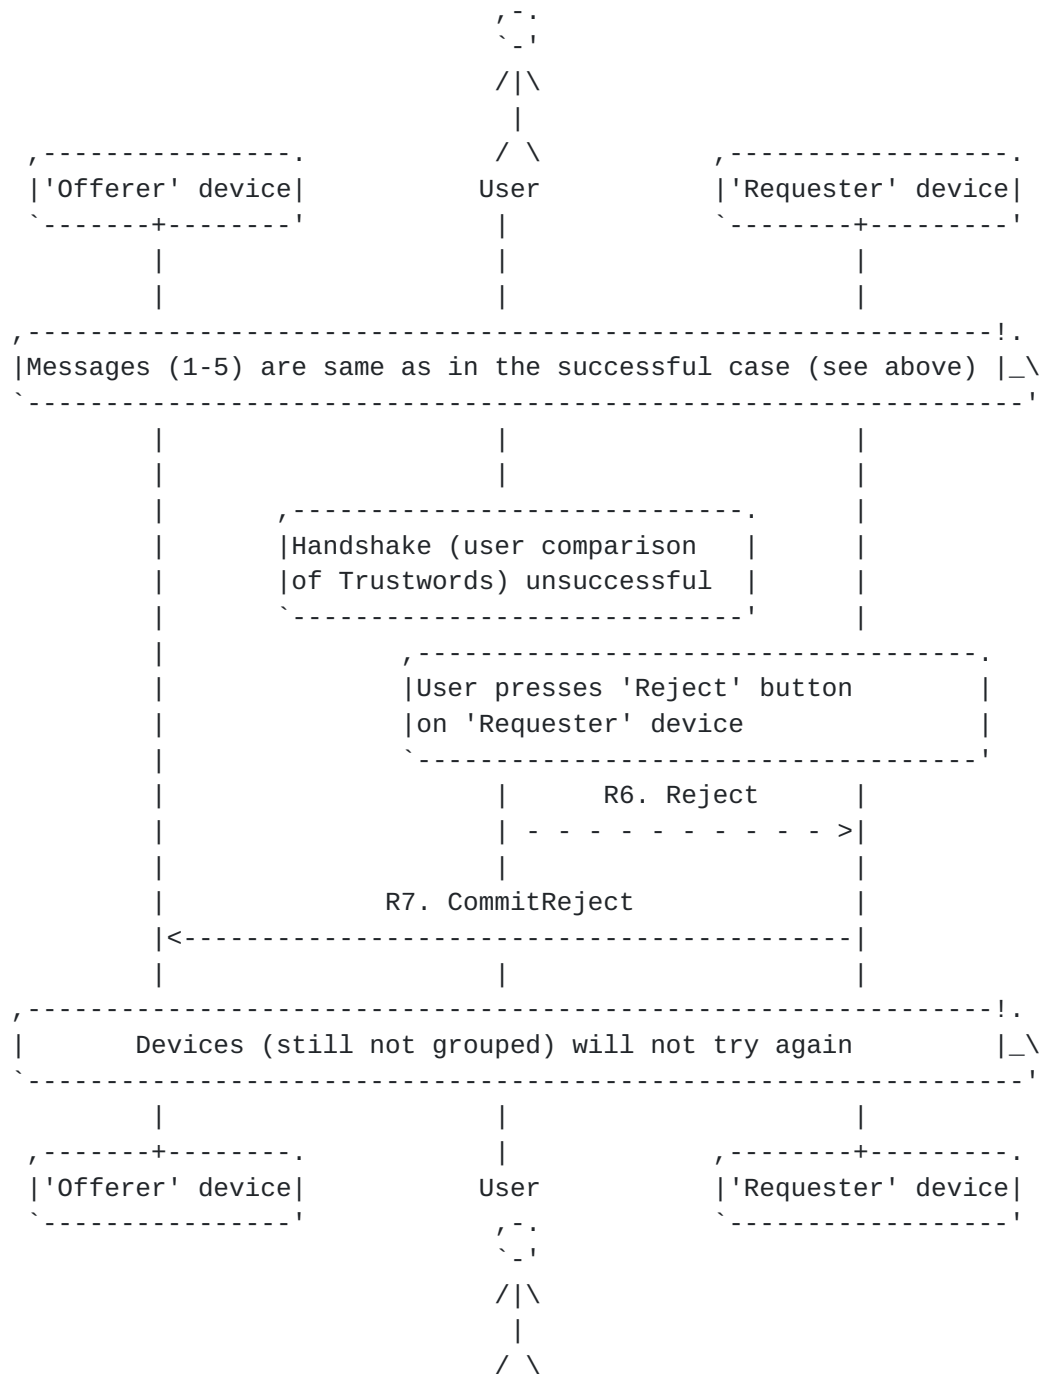 'Offerer' device User 'Requester' device
Messages (1-5) are same as in the successful case (see above)
Handshake (user comparison
of Trustwords) unsuccessful
User presses 'Reject' button
on 'Requester' device
R6. Reject
R7. CommitReject
Devices (still not grouped) will not try again
'Offerer' device User 'Requester' device